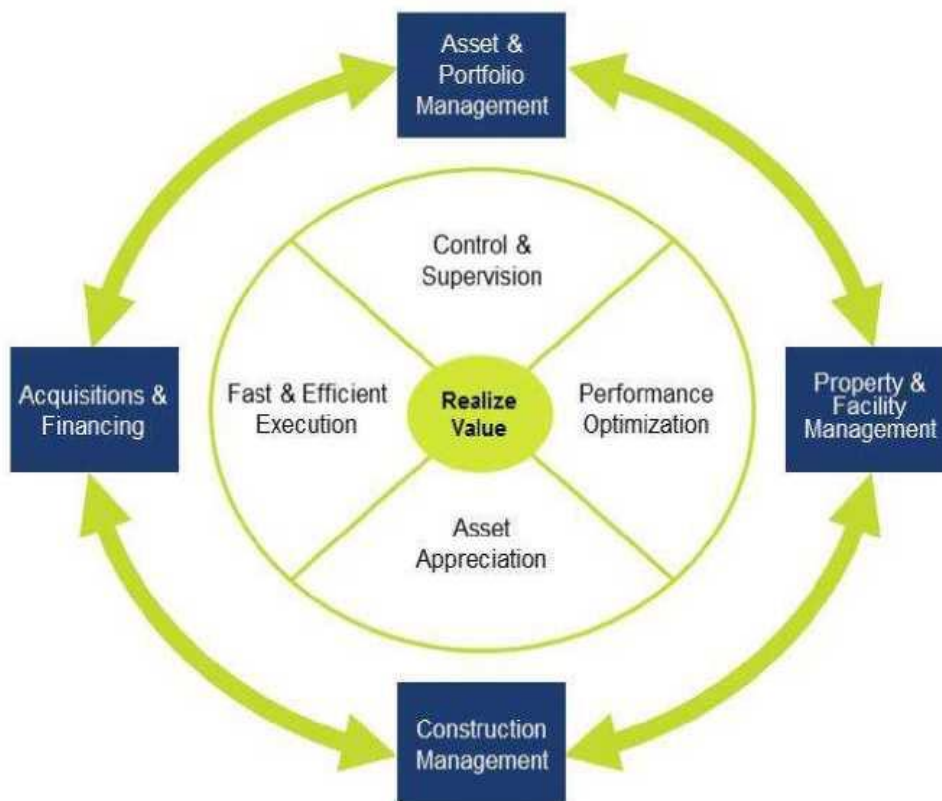 Asset &
Portfolio
Management
Control &
Supervision
Acquisitions &
Financing
Fast & Efficient
Execution
Realize
Value
Performance
Optimization
Property &
Facility
Management
Asset
Appreciation
Construction
Management